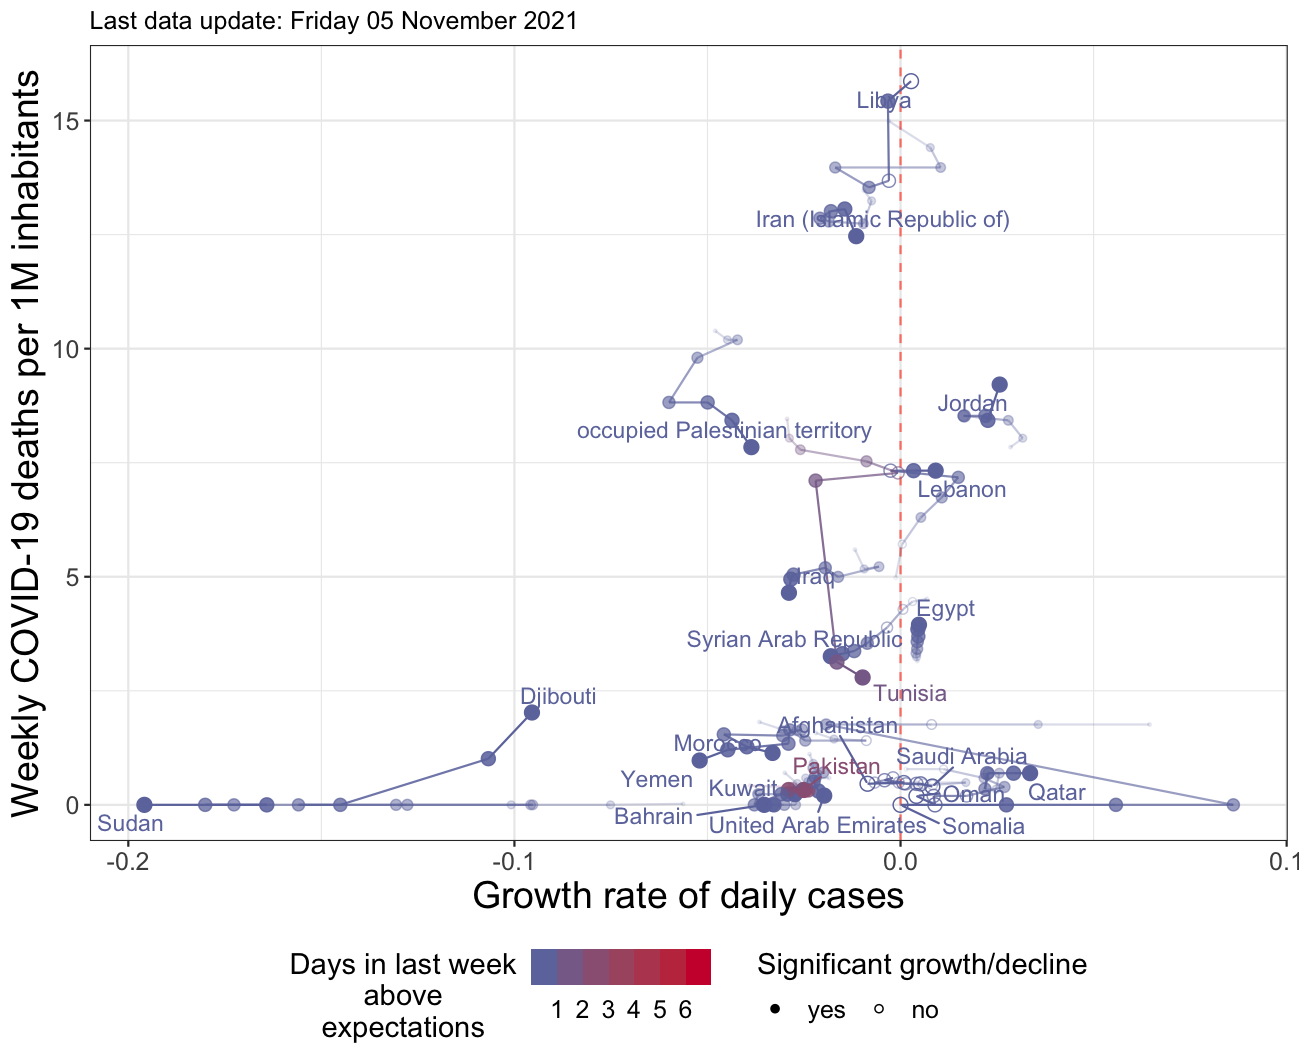 Last data update: Friday 05 November 2021
Weekly COVID-19 deaths per 1M inhabitants
15
10
5
0
Libya
Iran (Islamic Republic of)
Jordan
occupied Palestinian territory
Lebanon
Iraq
Egypt
Syrian Arab Republic
Tunisia
Djibouti
Afghanistan
Morocco
Saudi Arabia
Pakistan
Yemen
Kuwait
Oman
Qatar
Bahrain
United Arab Emirates
Somalia
Sudan
-0.2
-0.1
0.0
0.1
Growth rate of daily cases
Days in last week
above
expectations
1 2 3 4 5 6
Significant growth/decline
yes no